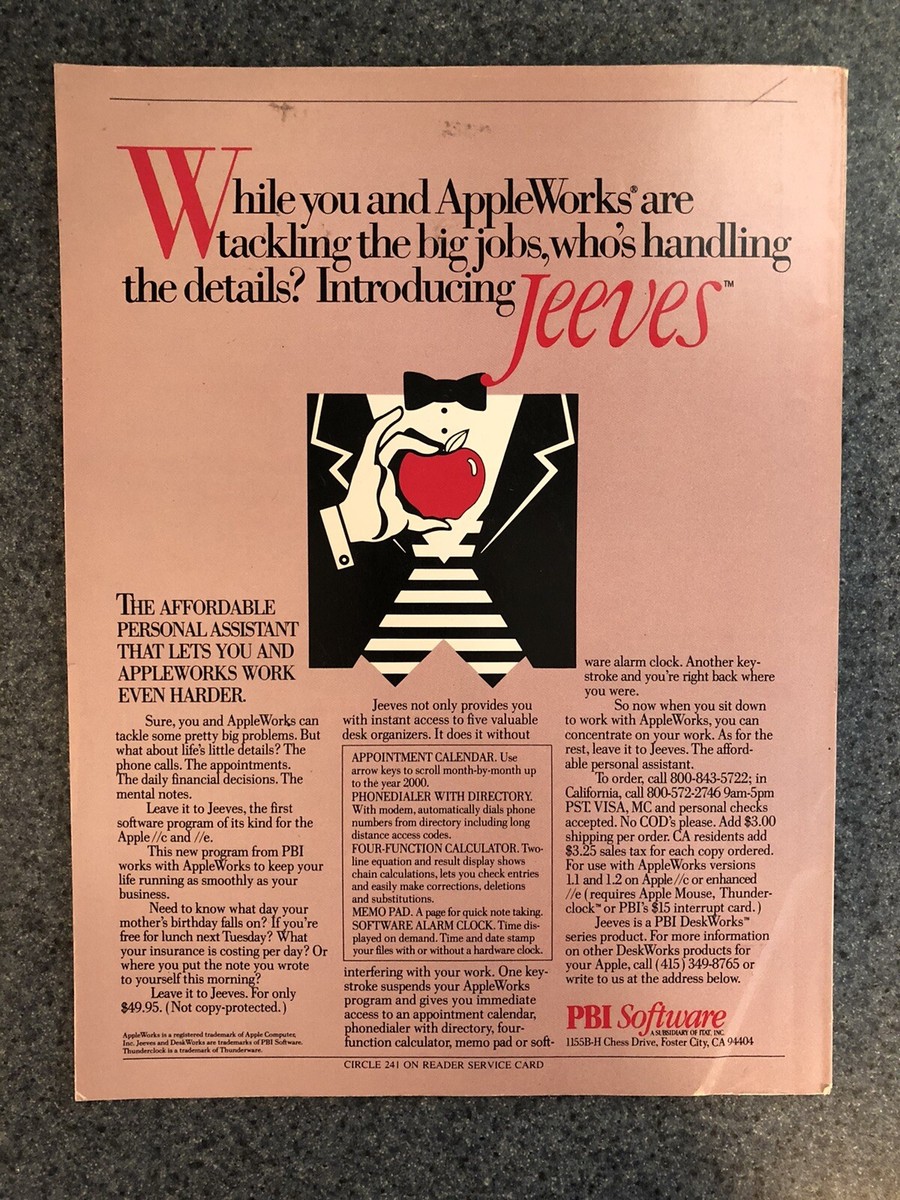 While you and AppleWorks® are
tackling the big jobs, who's handling
the details? Introducing Jeeves™
THE AFFORDABLE
PERSONAL ASSISTANT
THAT LETS YOU AND
APPLEWORKS WORK
EVEN HARDER.
Sure, you and AppleWorks can
tackle some pretty big problems. But
what about life's little details? The
phone calls. The appointments.
The daily financial decisions. The
mental notes.
Leave it to Jeeves, the first
software program of its kind for the
Apple //c and //e.
This new program from PBI
works with AppleWorks to keep your
life running as smoothly as your
business.
Need to know what day your
mother's birthday falls on? If you're
free for lunch next Tuesday? What
your insurance is costing per day? Or
where you put the note you wrote
to yourself this morning?
Leave it to Jeeves. For only
$49.95. (Not copy-protected.)
AppleWorks is a registered trademark of Apple Computer,
Inc. Jeeves and DeskWorks are trademarks of PBI Software.
Thunderclock is a trademark of Thunderware.
Jeeves not only provides you
with instant access to five valuable
desk organizers. It does it without
APPOINTMENT CALENDAR. Use
arrow keys to scroll month-by-month up
to the year 2000.
PHONEDIALER WITH DIRECTORY.
With modem, automatically dials phone
numbers from directory including long
distance access codes.
FOUR-FUNCTION CALCULATOR. Two-
line equation and result display shows
chain calculations, lets you check entries
and easily make corrections, deletions
and substitutions.
MEMO PAD. A page for quick note taking.
SOFTWARE ALARM CLOCK. Time dis-
played on demand. Time and date stamp
your files with or without a hardware clock.
interfering with your work. One key-
stroke suspends your AppleWorks
program and gives you immediate
access to an appointment calendar,
phonedialer with directory, four-
function calculator, memo pad or soft-
ware alarm clock. Another key-
stroke and you're right back where
you were.
So now when you sit down
to work with AppleWorks, you can
concentrate on your work. As for the
rest, leave it to Jeeves. The afford-
able personal assistant.
To order, call 800-843-5722; in
California, call 800-572-2746 9am-5pm
PST. VISA, MC and personal checks
accepted. No COD's please. Add $3.00
shipping per order. CA residents add
$3.25 sales tax for each copy ordered.
For use with AppleWorks versions
1.1 and 1.2 on Apple //c or enhanced
//e (requires Apple Mouse, Thunder-
clock™ or PBI's $15 interrupt card.)
Jeeves is a PBI DeskWorks™
series product. For more information
on other DeskWorks products for
your Apple, call (415) 349-8765 or
write to us at the address below.
PBI Software
A SUBSIDIARY OF ITAT, INC.
1155B-H Chess Drive, Foster City, CA 94404
CIRCLE 241 ON READER SERVICE CARD